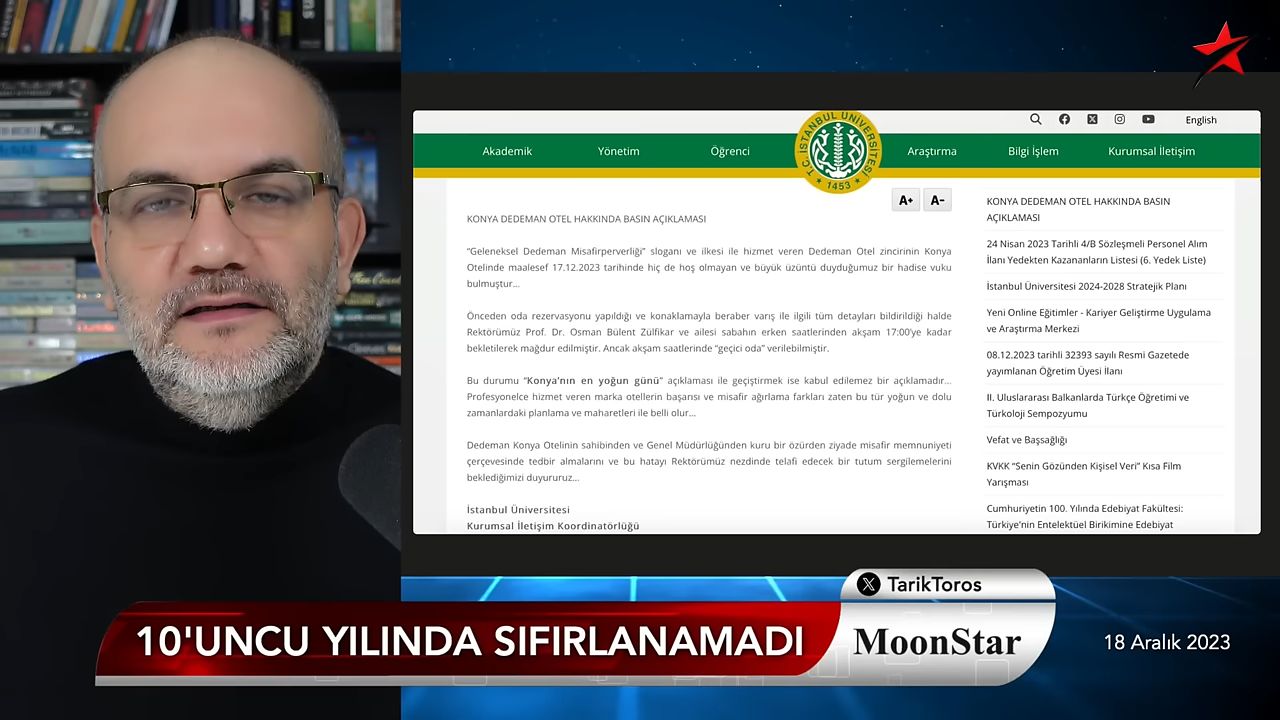 English
Akademik
Yönetim
Öğrenci
T.C. İSTANBUL ÜNİVERSİTESİ
1453
Araştırma
Bilgi İşlem
Kurumsal İletişim
A+ A-
KONYA DEDEMAN OTEL HAKKINDA BASIN AÇIKLAMASI
“Geleneksel Dedeman Misafirperverliği” sloganı ve ilkesi ile hizmet veren Dedeman Otel zincirinin Konya
Otelinde maalesef 17.12.2023 tarihinde hiç de hoş olmayan ve büyük üzüntü duyduğumuz bir hadise vuku
bulmuştur...
Önceden oda rezervasyonu yapıldığı ve konaklamayla beraber varış ile ilgili tüm detayları bildirildiği halde
Rektörümüz Prof. Dr. Osman Bülent Zülfikar ve ailesi sabahın erken saatlerinden akşam 17:00'ye kadar
bekletilerek mağdur edilmiştir. Ancak akşam saatlerinde “geçici oda” verilebilmiştir.
Bu durumu “Konya’nın en yoğun günü” açıklaması ile geçiştirmek ise kabul edilemez bir açıklamadır...
Profesyonelce hizmet veren marka otellerin başarısı ve misafir ağırlama farkları zaten bu tür yoğun ve dolu
zamanlardaki planlama ve maharetleri ile belli olur...
Dedeman Konya Otelinin sahibinden ve Genel Müdürlüğünden kuru bir özürden ziyade misafir memnuniyeti
çerçevesinde tedbir almalarını ve bu hatayı Rektörümüz nezdinde telafi edecek bir tutum sergilemelerini
beklediğimizi duyururuz...
İstanbul Üniversitesi
Kurumsal İletişim Koordinatörlüğü
KONYA DEDEMAN OTEL HAKKINDA BASIN
AÇIKLAMASI
24 Nisan 2023 Tarihli 4/B Sözleşmeli Personel Alım
İlanı Yedekten Kazananların Listesi (6. Yedek Liste)
İstanbul Üniversitesi 2024-2028 Stratejik Planı
Yeni Online Eğitimler - Kariyer Geliştirme Uygulama
ve Araştırma Merkezi
08.12.2023 tarihli 32393 sayılı Resmi Gazetede
yayımlanan Öğretim Üyesi İlanı
II. Uluslararası Balkanlarda Türkçe Öğretimi ve
Türkoloji Sempozyumu
Vefat ve Başsağlığı
KVKK “Senin Gözünden Kişisel Veri” Kısa Film
Yarışması
Cumhuriyetin 100. Yılında Edebiyat Fakültesi:
Türkiye’nin Entelektüel Birikimine Edebiyat
TarikToros
10'UNCU YILINDA SIFIRLANAMADI
MoonStar
18 Aralık 2023